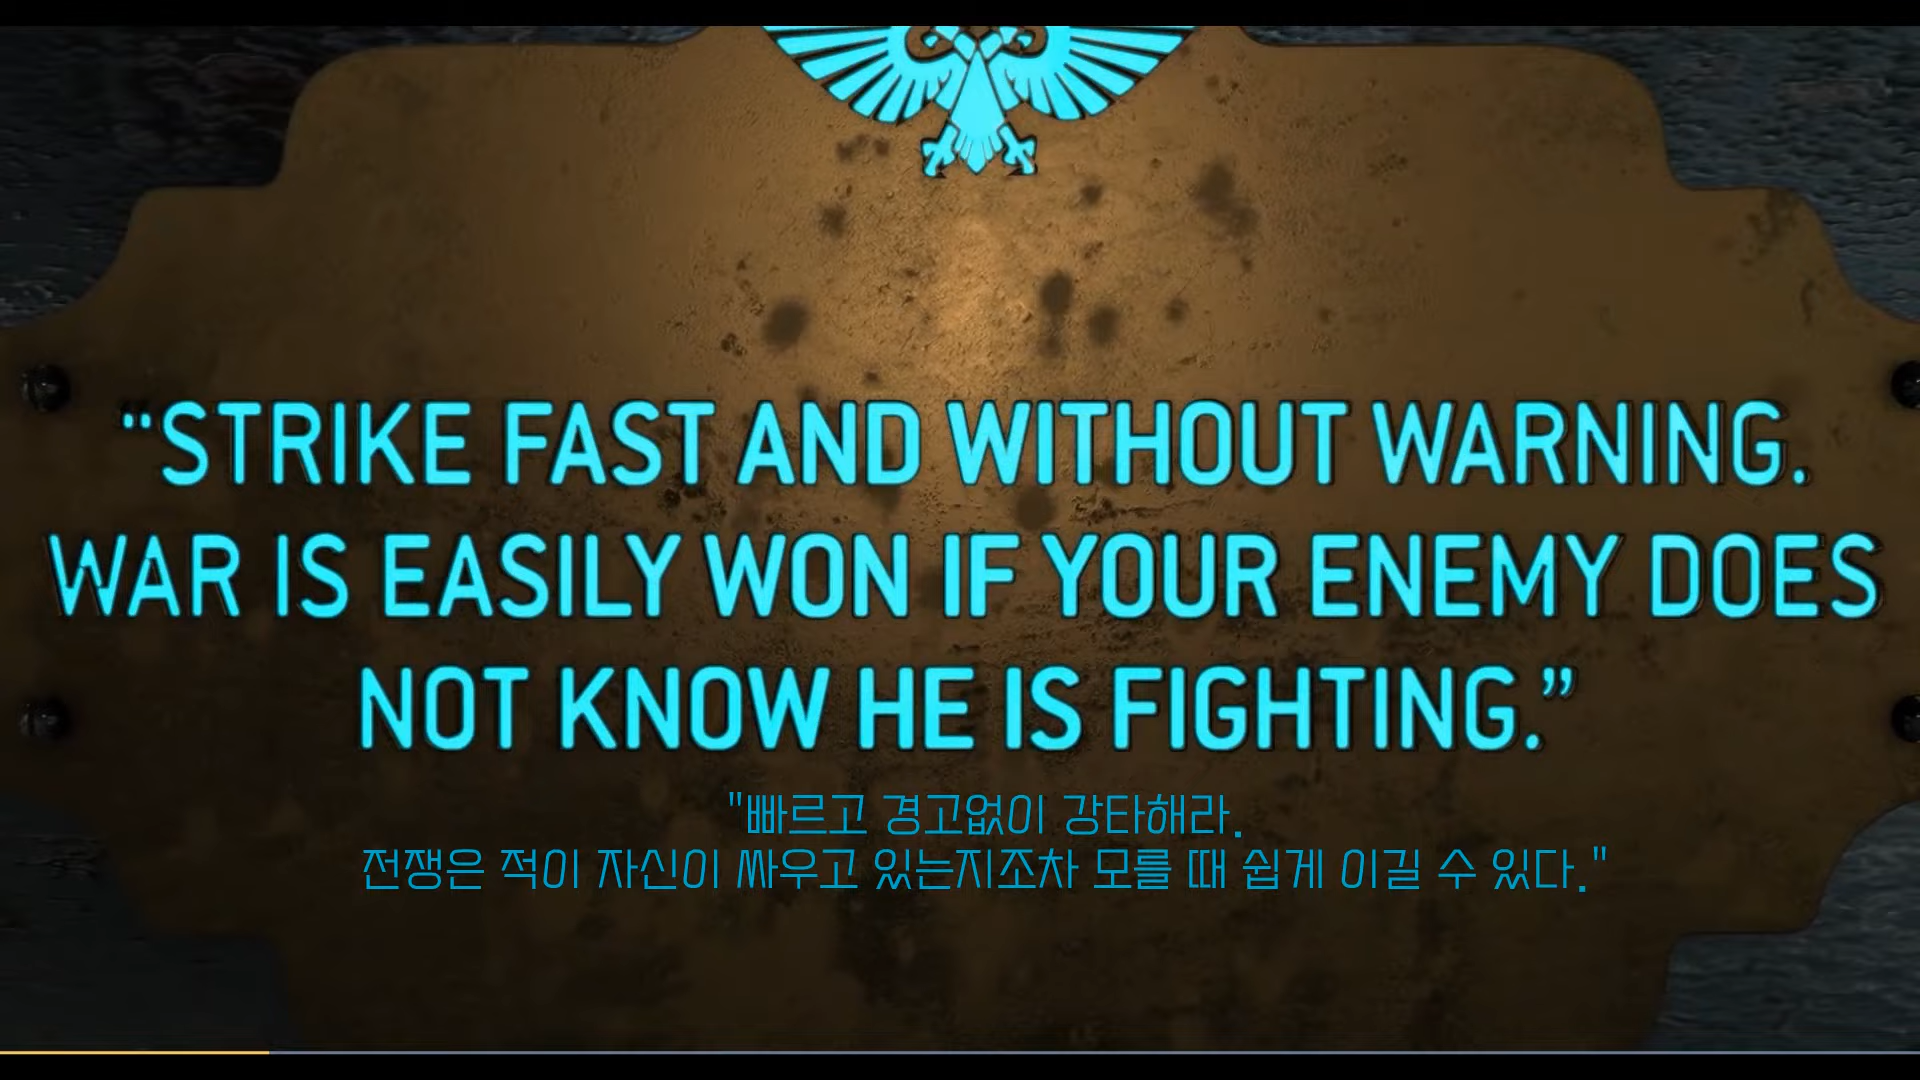 “STRIKE FAST AND WITHOUT WARNING.
WAR IS EASILY WON IF YOUR ENEMY DOES
NOT KNOW HE IS FIGHTING.”
"빠르고 경고없이 강타해라.
전쟁은 적이 자신이 싸우고 있는지조차 모를 때 쉽게 이길 수 있다."